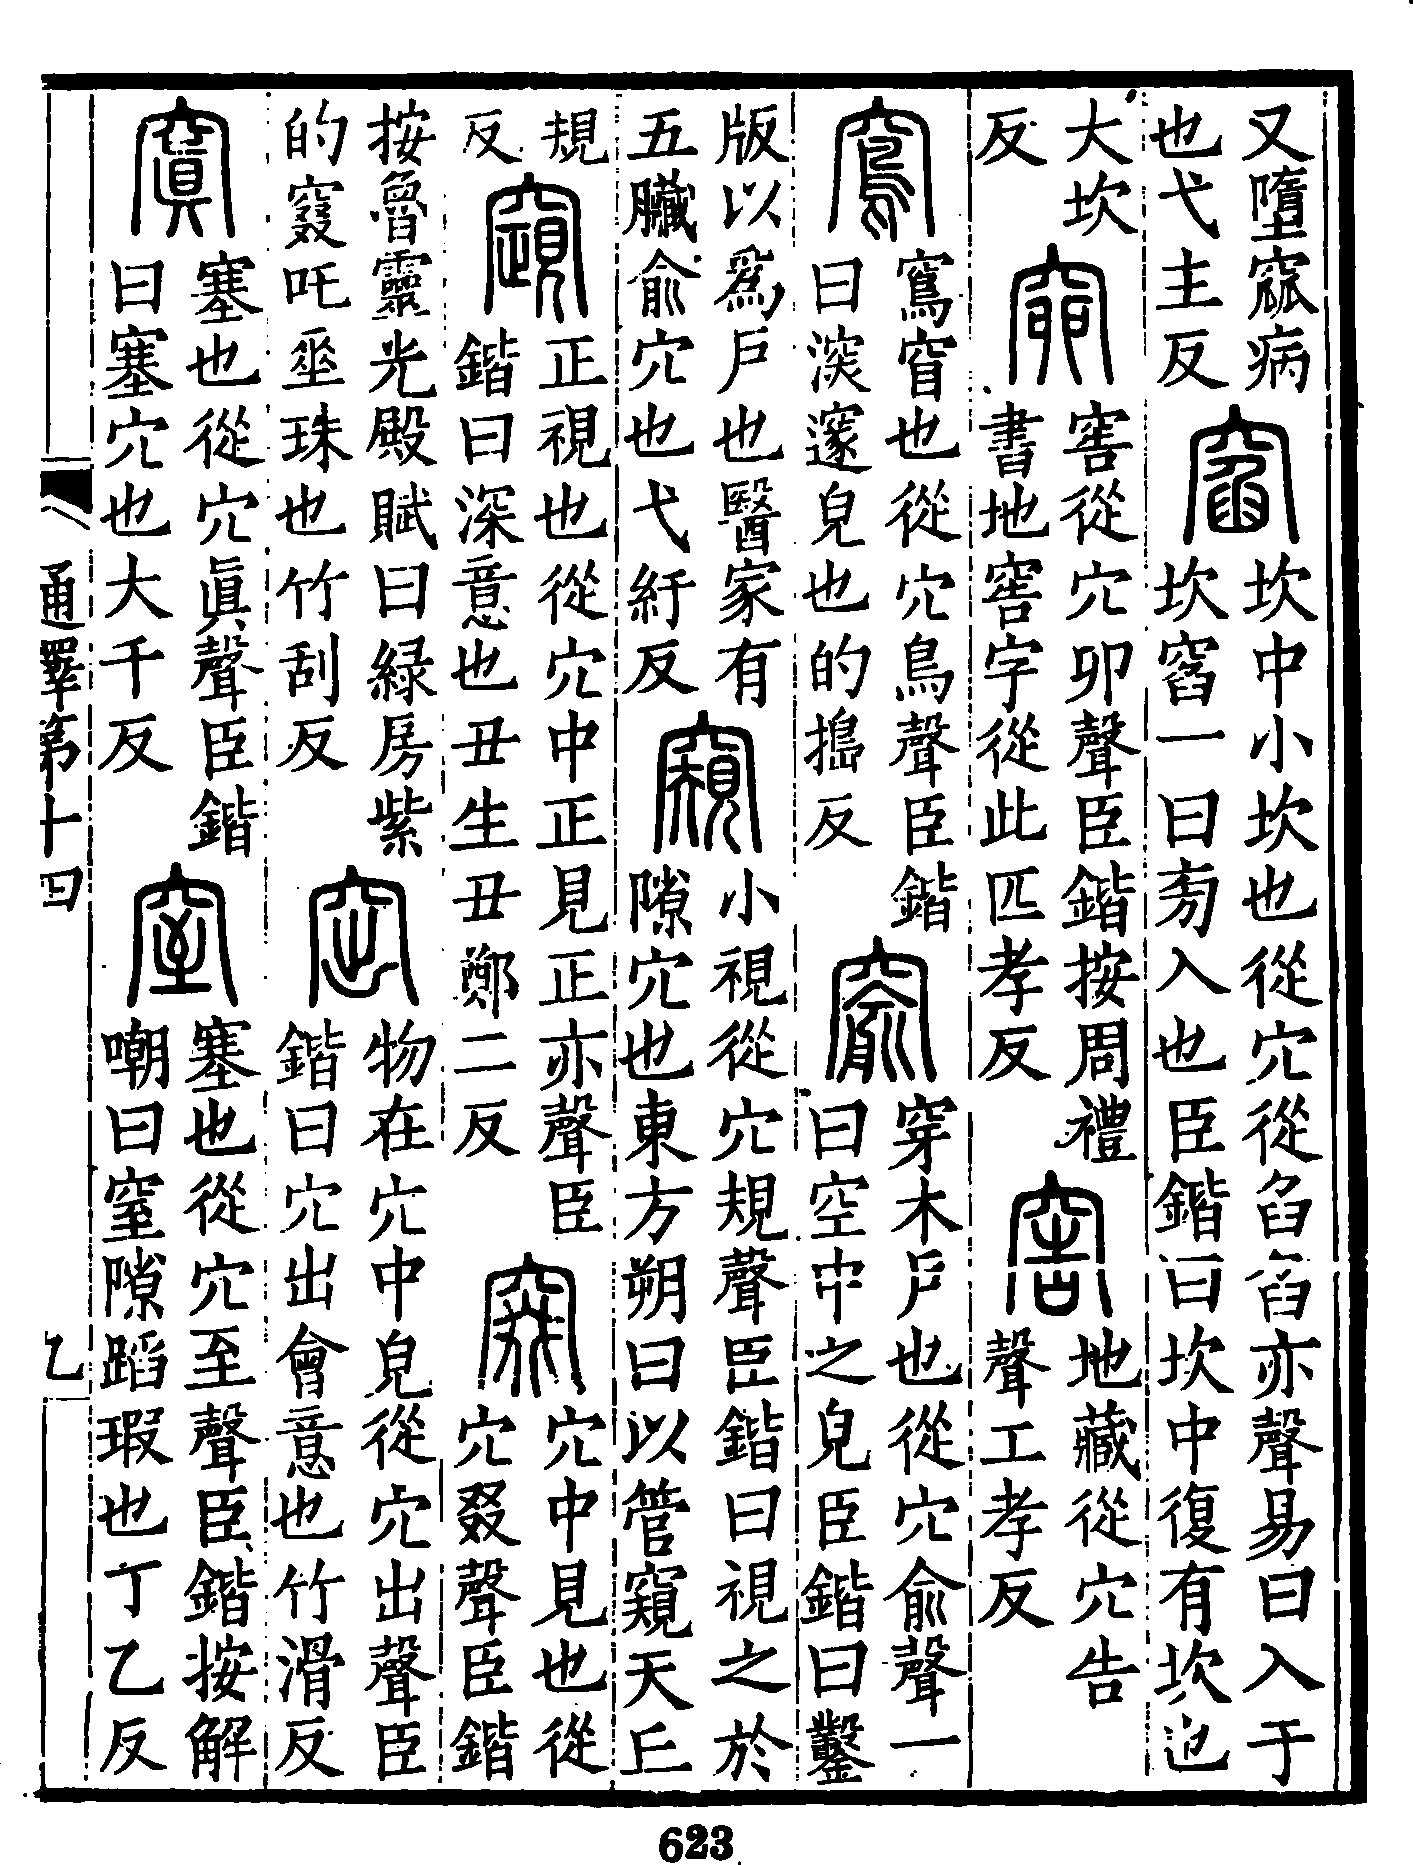 又墮窳病
也弋主反
窞
坎中小坎也從穴從臽臽亦聲易曰入于
坎窞一曰旁入也臣鍇曰坎中復有坎也
大坎
反
窌
窖從穴卯聲臣鍇按周禮
書地窖字從此匹孝反
窖
地藏從穴告
聲工孝反
窵
窵窅也從穴鳥聲臣鍇
曰深邃皃也的搗反
窬
穿木戶也從穴俞聲一
曰空中之皃臣鍇曰鑿
版以爲戶也醫家有
五臟俞穴也弋紆反
窺
小視從穴規聲臣鍇曰視之於
隙穴也東方朔曰以管窺天丘
規
反
竀
正視也從穴中正見正亦聲臣
鍇曰深意也丑生丑鄭二反
窡
穴中見也從
穴叕聲臣鍇
按魯靈光殿賦曰綠房紫
的窡咤垂珠也竹刮反
窋
物在穴中皃從穴出聲臣
鍇曰穴出會意也竹滑反
窴
塞也從穴眞聲臣鍇
曰塞穴也大千反
窒
塞也從穴至聲臣鍇按解
嘲曰窒隙蹈瑕也丁乙反
通釋第十四
乙
623